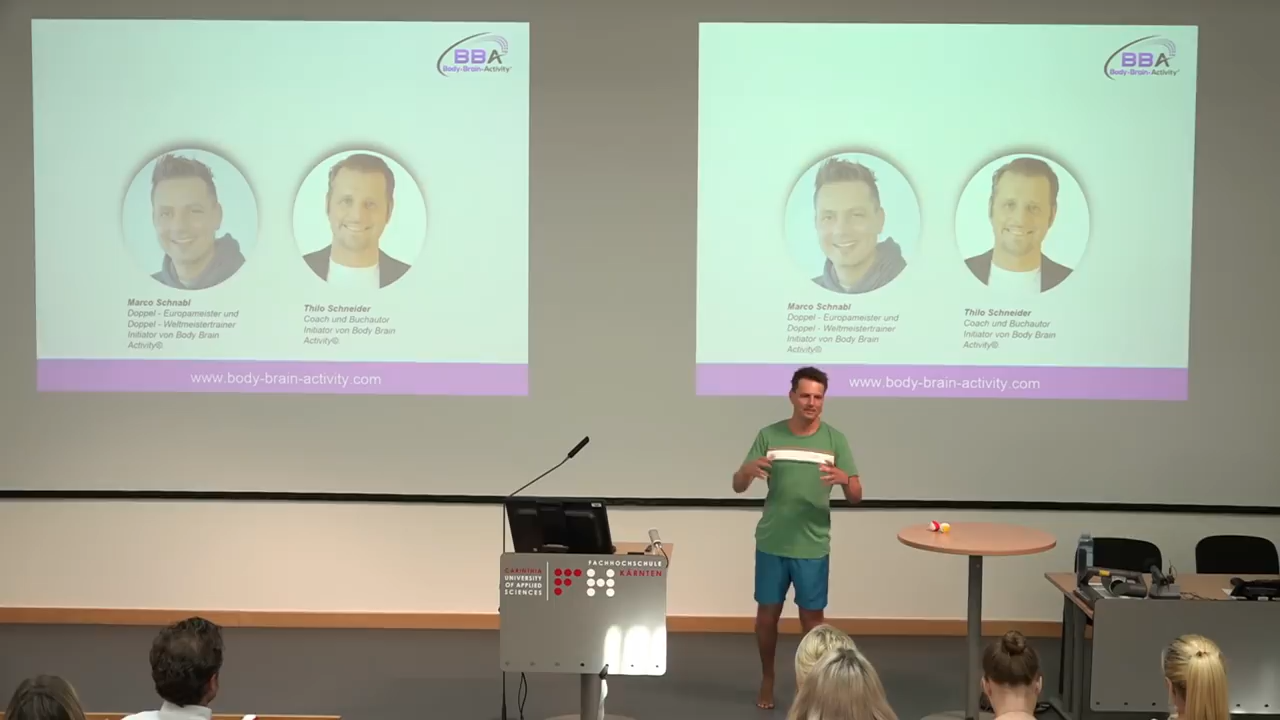 BBA
Body-Brain-Activity®
Marco Schnabl
Doppel - Europameister und
Doppel - Weltmeistertrainer
Initiator von Body Brain
Activity®.
Thilo Schneider
Coach und Buchautor
Initiator von Body Brain
Activity®.
www.body-brain-activity.com
BBA
Body-Brain-Activity®
Marco Schnabl
Doppel - Europameister und
Doppel - Weltmeistertrainer
Initiator von Body Brain
Activity®.
Thilo Schneider
Coach und Buchautor
Initiator von Body Brain
Activity®.
www.body-brain-activity.com
CARINTHIA
UNIVERSITY
OF APPLIED
SCIENCES
FACHHOCHSCHULE
KÄRNTEN